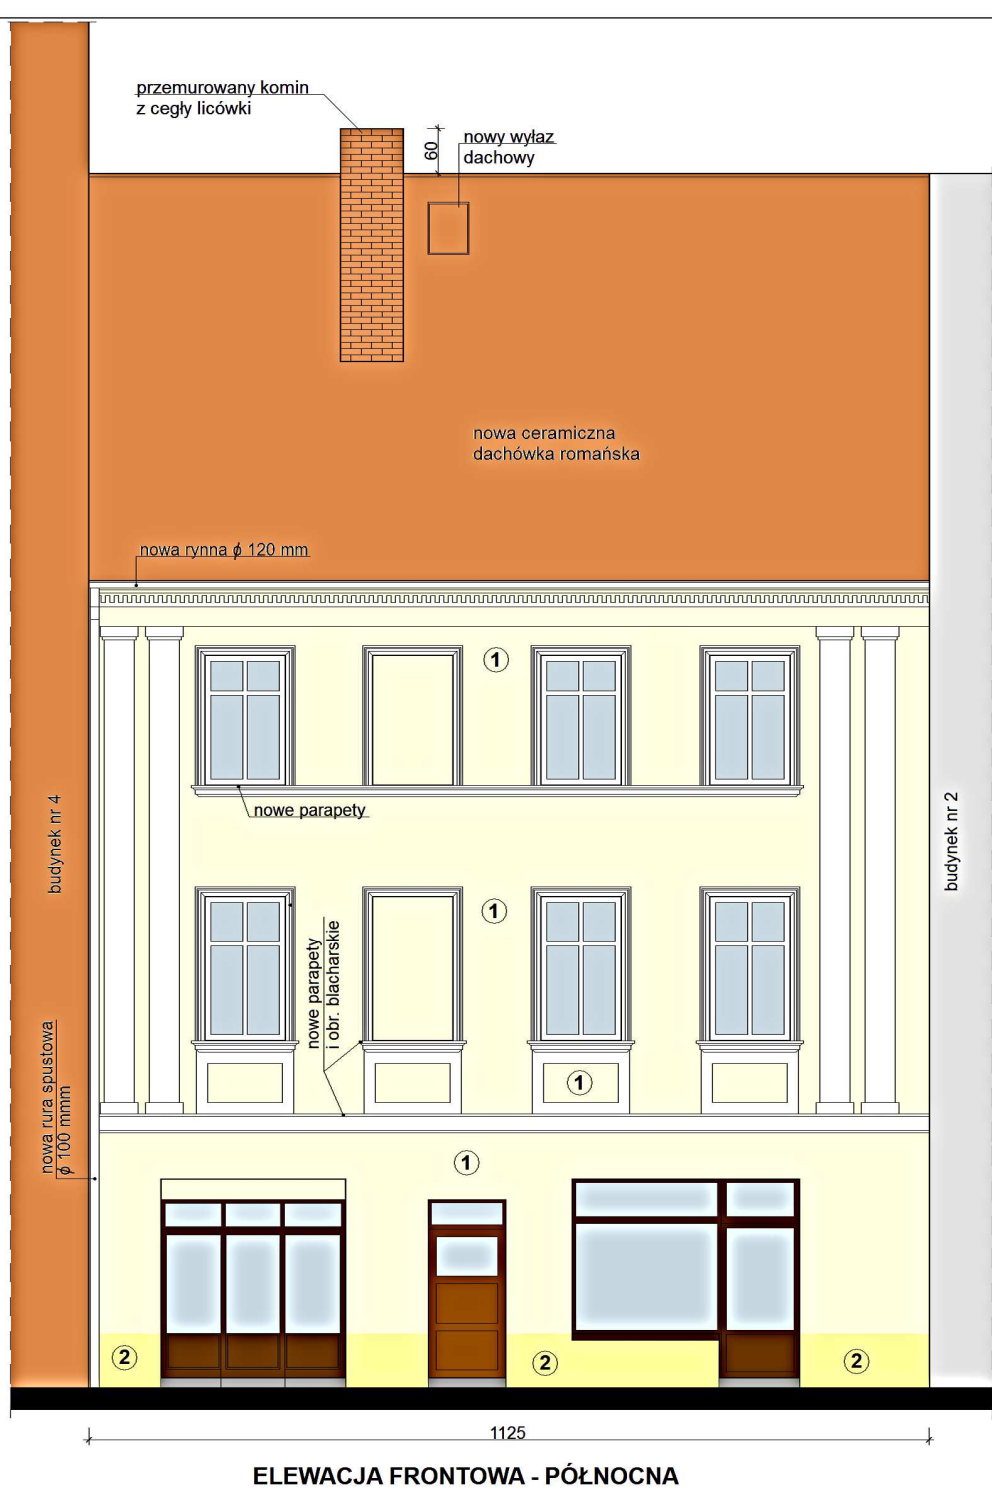 przemurowany komin
z cegły licówki
60
nowy wyłaz
dachowy
nowa ceramiczna
dachówka romańska
nowa rynna ϕ 120 mm
1
nowe parapety
budynek nr 4
budynek nr 2
1
nowe parapety
i obr. blacharskie
nowa rura spustowa
ϕ 100 mmm
1
1
2
2
2
1125
ELEWACJA FRONTOWA - PÓŁNOCNA